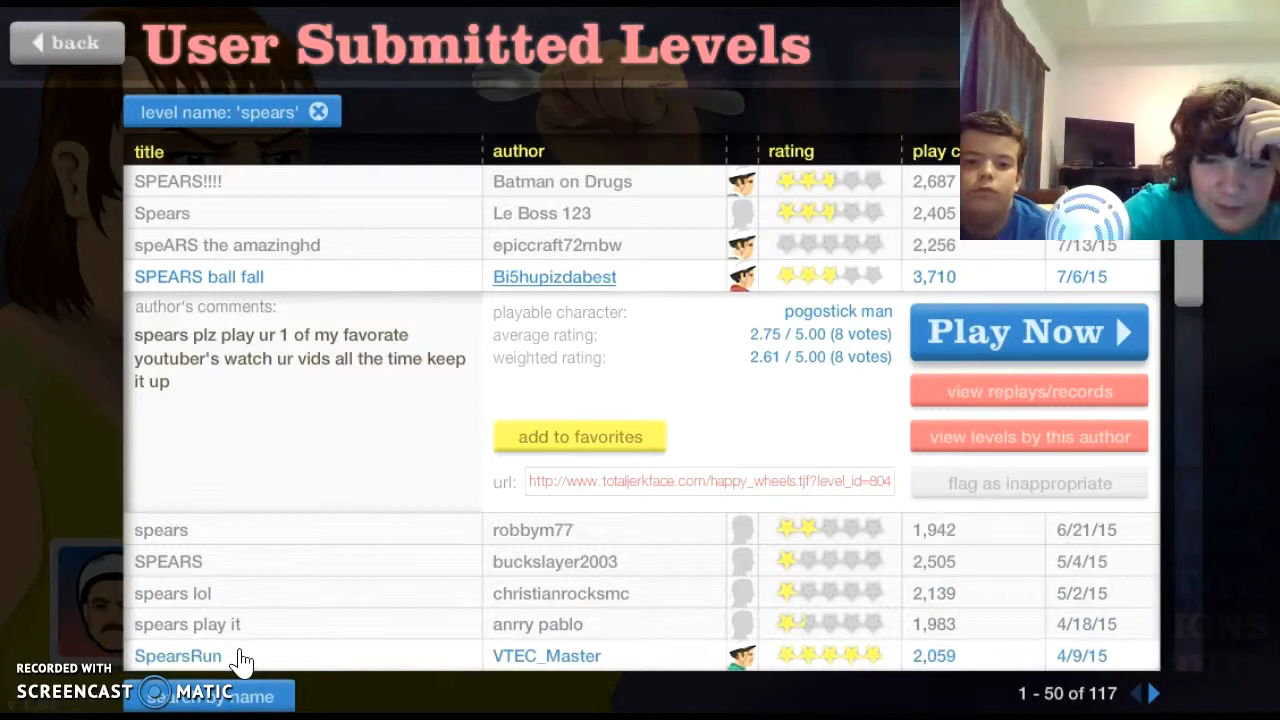 back
User Submitted Levels
level name: 'spears'
title author rating play c
SPEARS!!!! Batman on Drugs 2,687
Spears Le Boss 123 2,405
speARS the amazinghd epiccraft72rnbw 2,256 7/13/15
SPEARS ball fall Bi5hupizdabest 3,710 7/6/15
author's comments:
spears plz play ur 1 of my favorate
youtuber's watch ur vids all the time keep
it up
playable character: pogostick man
average rating: 2.75 / 5.00 (8 votes)
weighted rating: 2.61 / 5.00 (8 votes)
add to favorites
url: http://www.totaljerkface.com/happy_wheels.tjf?level_id=804
Play Now
view replays/records
view levels by this author
flag as inappropriate
spears robbym77 1,942 6/21/15
SPEARS buckslayer2003 2,505 5/4/15
spears lol christianrocksmc 2,139 5/2/15
spears play it anrry pablo 1,983 4/18/15
SpearsRun VTEC_Master 2,059 4/9/15
RECORDED WITH
SCREENCAST MATIC
search by name
1 - 50 of 117